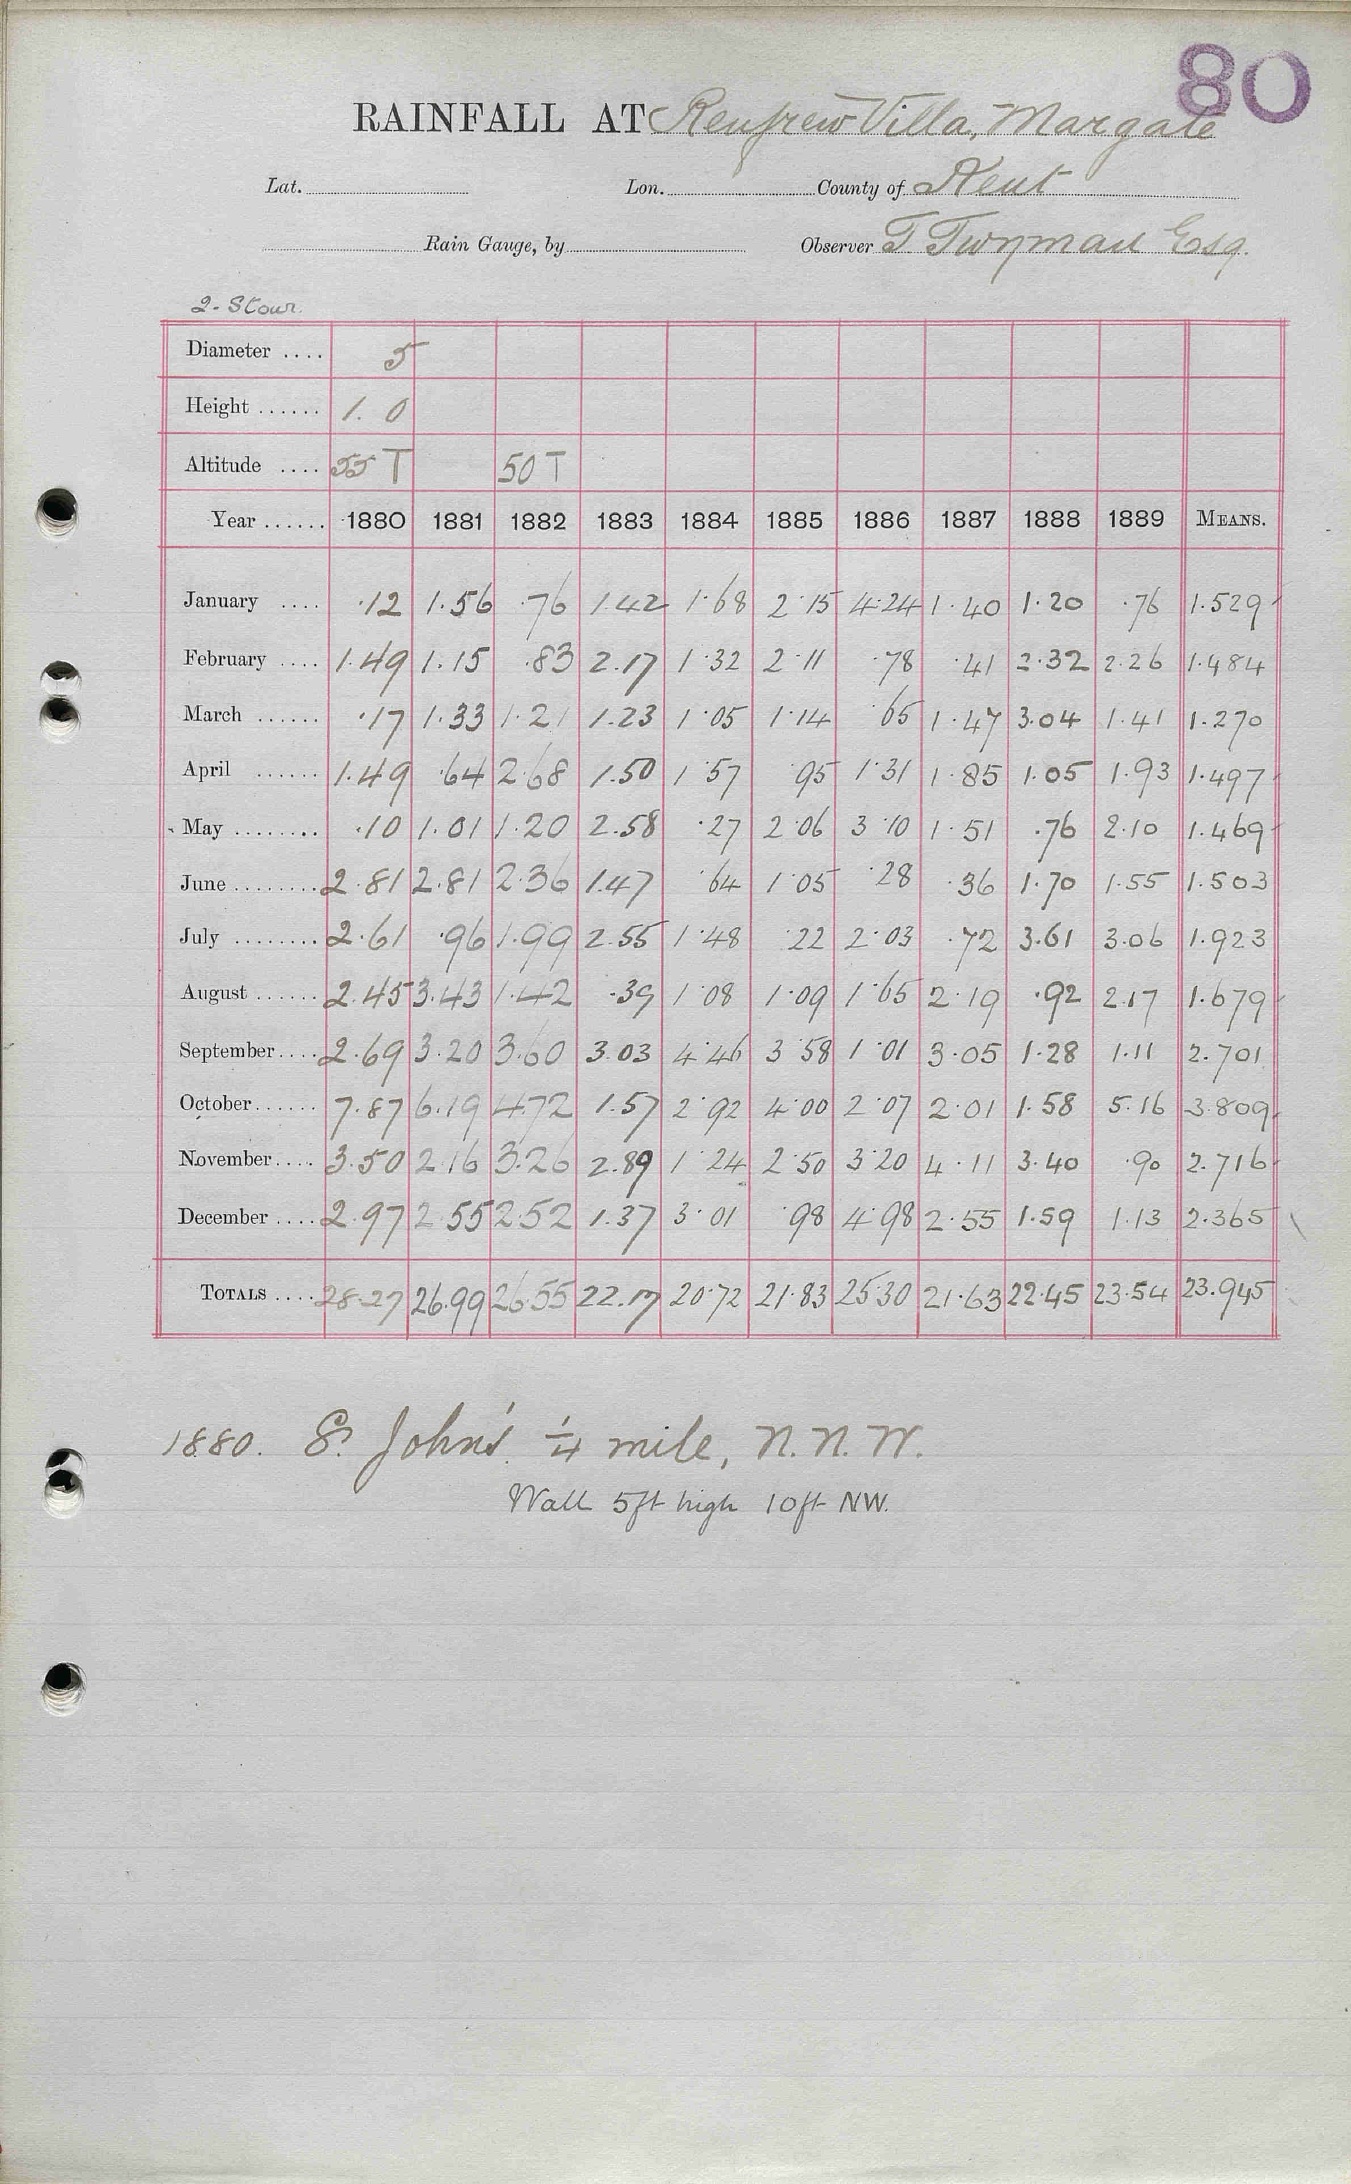 80
RAINFALL AT Renfrew Villa, Margate
Lat. Lon. County of Kent
Rain Gauge, by Observer T. Twyman Esq.
2 - Stour
Diameter .... 5
Height ...... 1. 0
Altitude .... 55 T 50 T
Year ...... 1880 1881 1882 1883 1884 1885 1886 1887 1888 1889 MEANS.
January .... .12 1.56 .76 1.42 1.68 2.15 4.24 1.40 1.20 .76 1.529
February .... 1.49 1.15 .83 2.17 1.32 2.11 .78 .41 2.32 2.26 1.484
March ...... .17 1.33 1.21 1.23 1.05 1.14 .65 1.47 3.04 1.41 1.270
April ...... 1.49 .64 2.68 1.50 1.57 .95 1.31 1.85 1.05 1.93 1.497
May ........ .10 1.01 1.20 2.58 .27 2.06 3.10 1.51 .76 2.10 1.469
June ........ 2.81 2.81 2.36 1.47 .64 1.05 .28 .36 1.70 1.55 1.503
July ........ 2.61 .96 1.99 2.55 1.48 .22 2.03 .72 3.61 3.06 1.923
August ...... 2.45 3.43 1.42 .39 1.08 1.09 1.65 2.19 .92 2.17 1.679
September .... 2.69 3.20 3.60 3.03 4.46 3.58 1.01 3.05 1.28 1.11 2.701
October ...... 7.87 6.19 4.72 1.57 2.92 4.00 2.07 2.01 1.58 5.16 3.809
November .... 3.50 2.16 3.26 2.89 1.24 2.50 3.20 4.11 3.40 .90 2.716
December .... 2.97 2.55 2.52 1.37 3.01 .98 4.98 2.55 1.59 1.13 2.365
TOTALS .... 28.27 26.99 26.55 22.17 20.72 21.83 25.30 21.63 22.45 23.54 23.945
1880. St. John's. 1/4 mile, N.N.W.
Wall 5ft high 10ft NW.